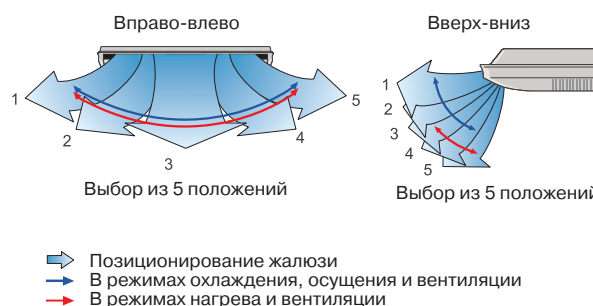 Вправо-влево
Вверх-вниз
1
2
3
4
5
1
2
3
4
5
Выбор из 5 положений
Выбор из 5 положений
Позиционирование жалюзи
В режимах охлаждения, осущения и вентиляции
В режимах нагрева и вентиляции